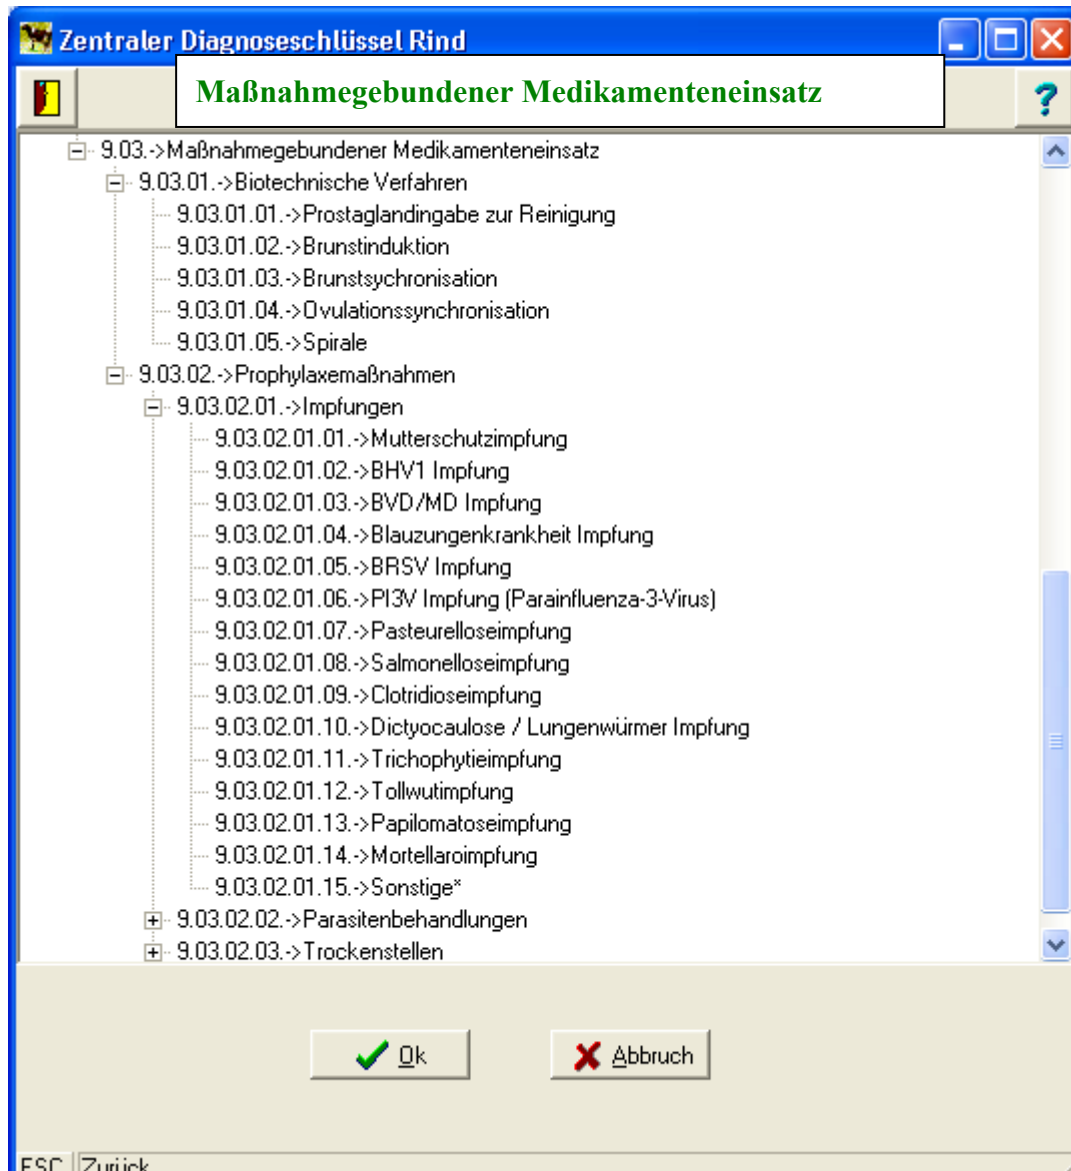 Zentraler Diagnoseschlüssel Rind
Maßnahmegebundener Medikamenteneinsatz
?
9.03.->Maßnahmegebundener Medikamenteneinsatz
9.03.01.->Biotechnische Verfahren
9.03.01.01.->Prostaglandingabe zur Reinigung
9.03.01.02.->Brunstinduktion
9.03.01.03.->Brunstsychronisation
9.03.01.04.->Ovulationssynchronisation
9.03.01.05.->Spirale
9.03.02.->Prophylaxemaßnahmen
9.03.02.01.->Impfungen
9.03.02.01.01.->Mutterschutzimpfung
9.03.02.01.02.->BHV1 Impfung
9.03.02.01.03.->BVD/MD Impfung
9.03.02.01.04.->Blauzungenkrankheit Impfung
9.03.02.01.05.->BRSV Impfung
9.03.02.01.06.->PI3V Impfung (Parainfluenza-3-Virus)
9.03.02.01.07.->Pasteurelloseimpfung
9.03.02.01.08.->Salmonelloseimpfung
9.03.02.01.09.->Clotridioseimpfung
9.03.02.01.10.->Dictyocaulose / Lungenwürmer Impfung
9.03.02.01.11.->Trichophytieimpfung
9.03.02.01.12.->Tollwutimpfung
9.03.02.01.13.->Papilomatoseimpfung
9.03.02.01.14.->Mortellaroimpfung
9.03.02.01.15.->Sonstige*
9.03.02.02.->Parasitenbehandlungen
9.03.02.03.->Trockenstellen
Ok Abbruch
ESC Zurück